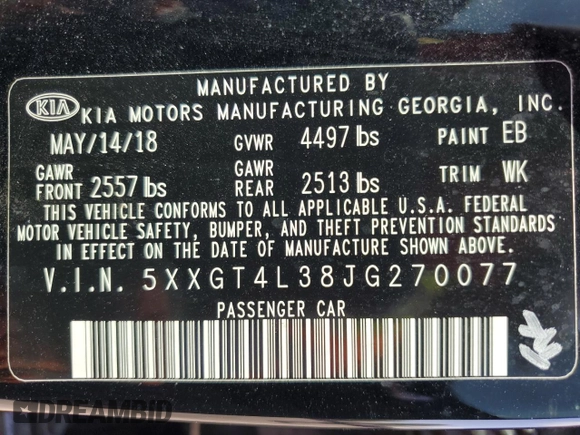 MANUFACTURED BY
KIA KIA MOTORS MANUFACTURING GEORGIA, INC.
MAY/14/18 GVWR 4497 lbs PAINT EB
GAWR FRONT 2557 lbs GAWR REAR 2513 lbs TRIM WK
THIS VEHICLE CONFORMS TO ALL APPLICABLE U.S.A. FEDERAL
MOTOR VEHICLE SAFETY, BUMPER, AND THEFT PREVENTION STANDARDS
IN EFFECT ON THE DATE OF MANUFACTURE SHOWN ABOVE.
V.I.N. 5XXGT4L38JG270077
PASSENGER CAR
DREAMBID